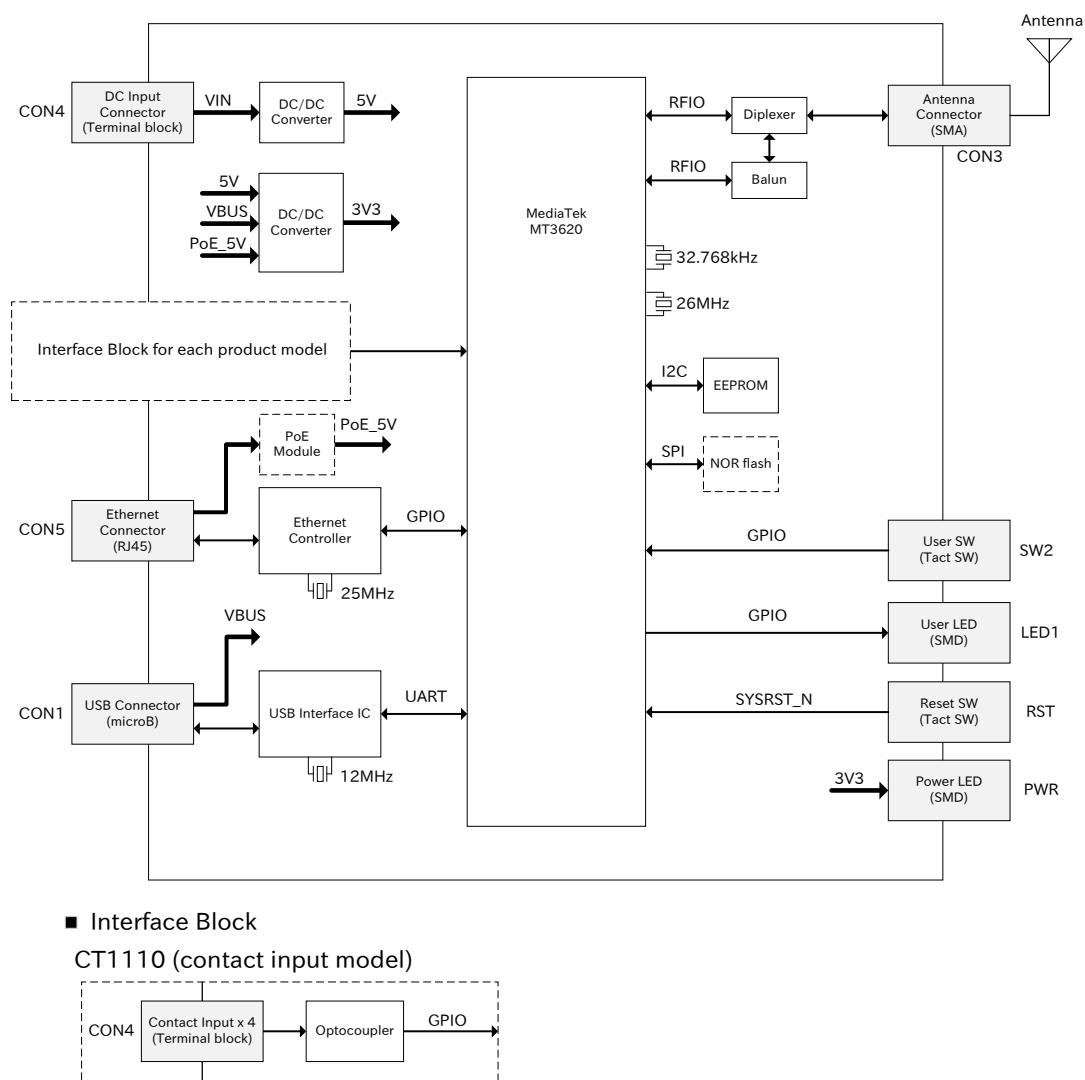 Antenna
CON4
DC Input
Connector
(Terminal block)
VIN
DC/DC
Converter
5V
5V
VBUS
PoE_5V
DC/DC
Converter
3V3
Interface Block for each product model
PoE
Module
PoE_5V
CON5
Ethernet
Connector
(RJ45)
Ethernet
Controller
GPIO
25MHz
VBUS
CON1
USB Connector
(microB)
USB Interface IC
UART
12MHz
MediaTek
MT3620
RFIO
Diplexer
Antenna
Connector
(SMA)
CON3
RFIO
Balun
32.768kHz
26MHz
I2C
EEPROM
SPI
NOR flash
GPIO
User SW
(Tact SW)
SW2
GPIO
User LED
(SMD)
LED1
SYSRST_N
Reset SW
(Tact SW)
RST
3V3
Power LED
(SMD)
PWR
■ Interface Block
CT1110 (contact input model)
CON4
Contact Input x 4
(Terminal block)
Optocoupler
GPIO